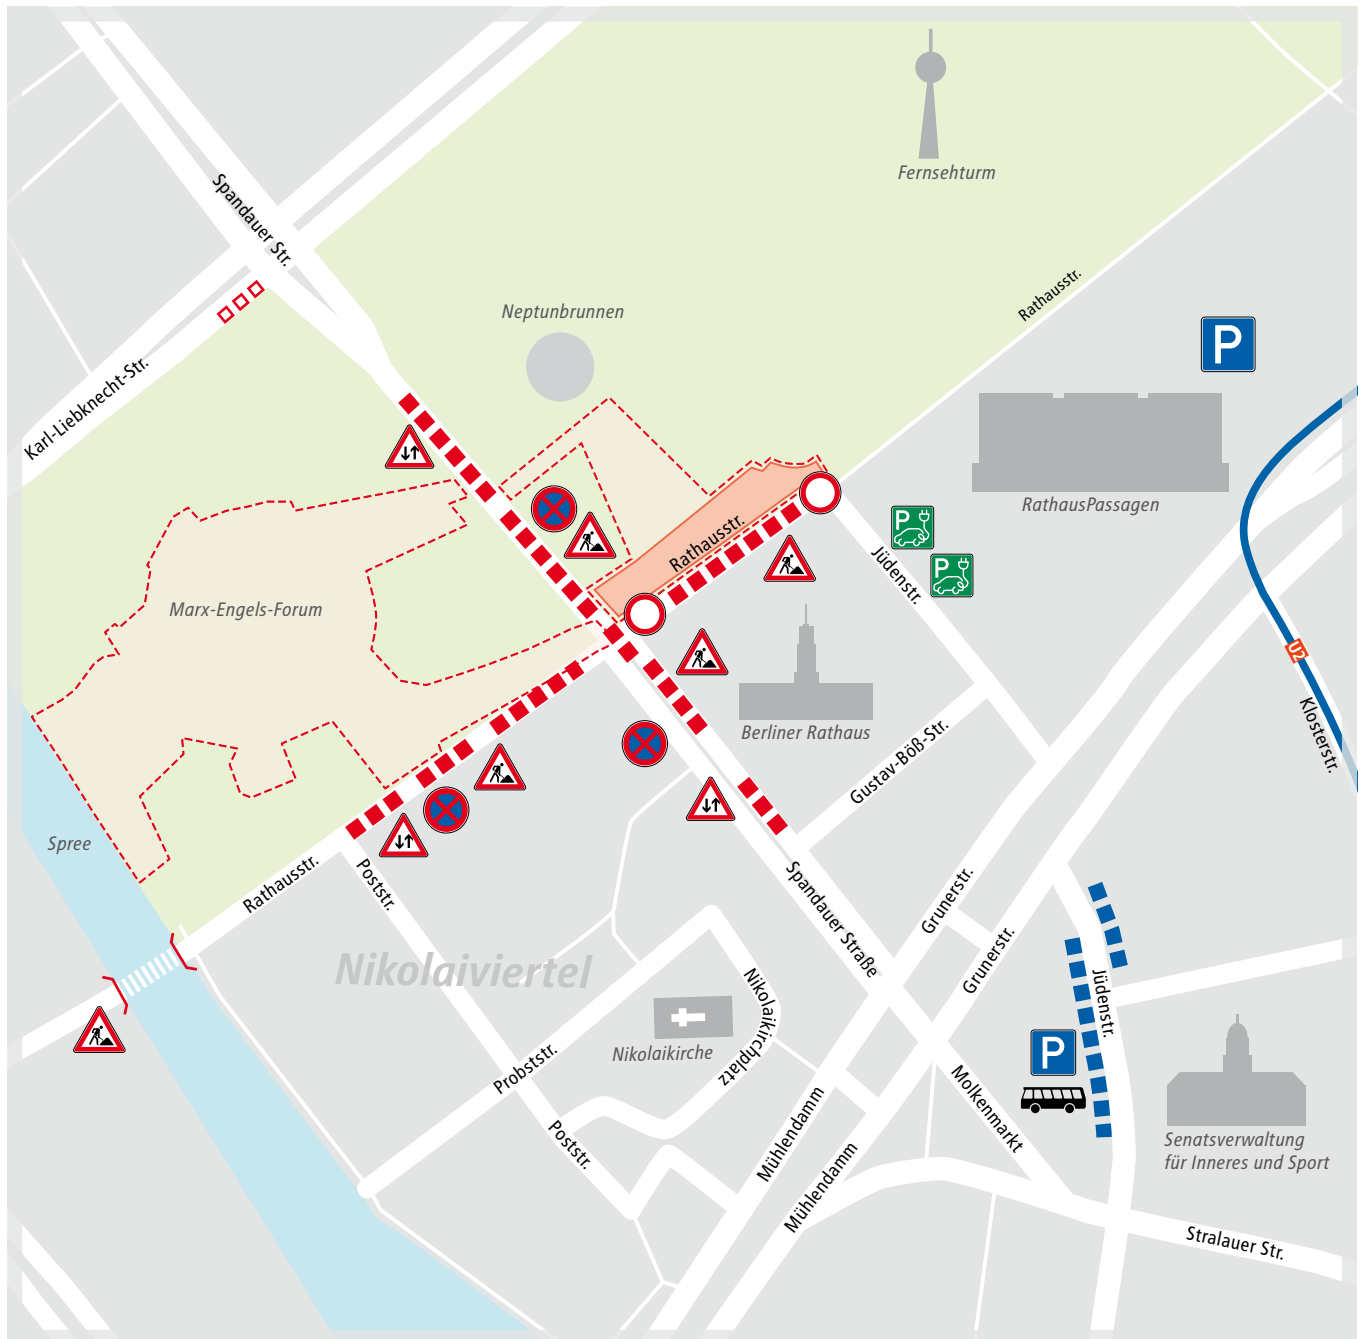 Fernsehturm
Spandauer Str.
Rathausstr.
Neptunbrunnen
P
Karl-Liebknecht-Str.
RathausPassagen
P
Rathausstr.
Jüdenstr.
P
Marx-Engels-Forum
U2
Klosterstr.
Berliner Rathaus
Gustav-Böß-Str.
Spree
Rathausstr.
Poststr.
Spandauer Straße
Grunerstr.
Grunerstr.
Nikolaiviertel
Nikolaikirchplatz
Jüdenstr.
Nikolaikirche
P
Probststr.
Molkenmarkt
Mühlendamm
Poststr.
Mühlendamm
Senatsverwaltung
für Inneres und Sport
Stralauer Str.